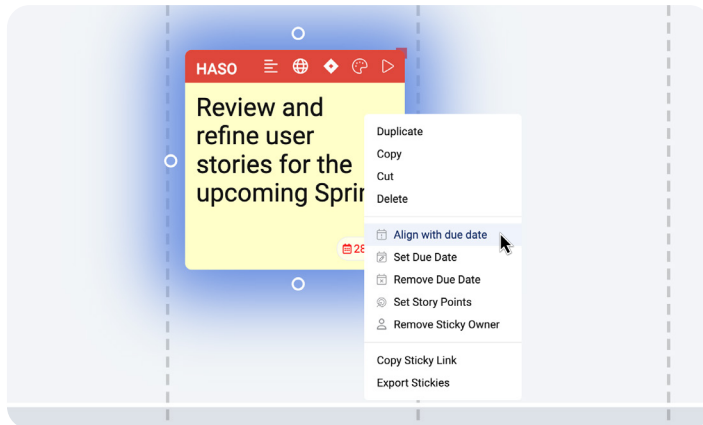 HASO
Review and
refine user
stories for the
upcoming
28
Duplicate
Copy
Cut
Delete
Align with due date
Set Due Date
Remove Due Date
Set Story Points
Remove Sticky Owner
Copy Sticky Link
Export Stickies